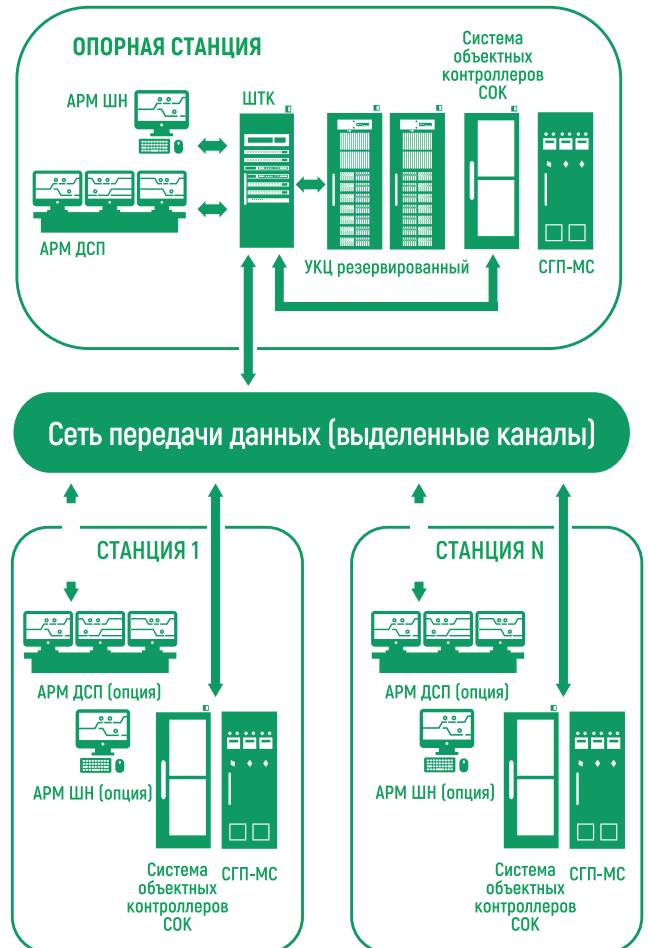 ОПОРНАЯ СТАНЦИЯ
Система
объектных
контроллеров
СОК
АРМ ШН
ШТК
АРМ ДСП
УКЦ резервированный
СГП-МС
Сеть передачи данных (выделенные каналы)
СТАНЦИЯ 1
АРМ ДСП (опция)
АРМ ШН (опция)
Система
объектных
контроллеров
СОК
СГП-МС
СТАНЦИЯ N
АРМ ДСП (опция)
АРМ ШН (опция)
Система
объектных
контроллеров
СОК
СГП-МС